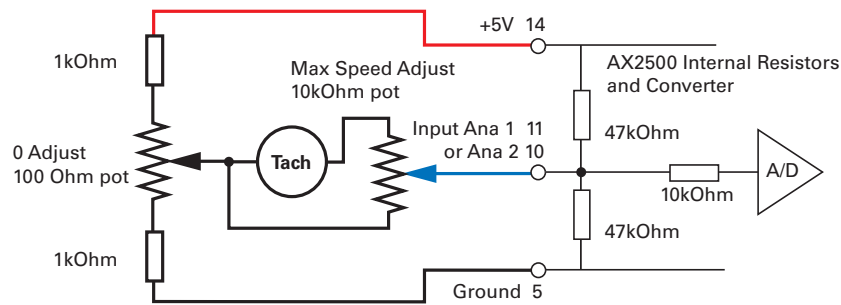 +5V 14
1kOhm
Max Speed Adjust
10kOhm pot
AX2500 Internal Resistors
and Converter
0 Adjust
100 Ohm pot
Tach
Input Ana 1 11
or Ana 2 10
47kOhm
A/D
10kOhm
47kOhm
1kOhm
Ground 5